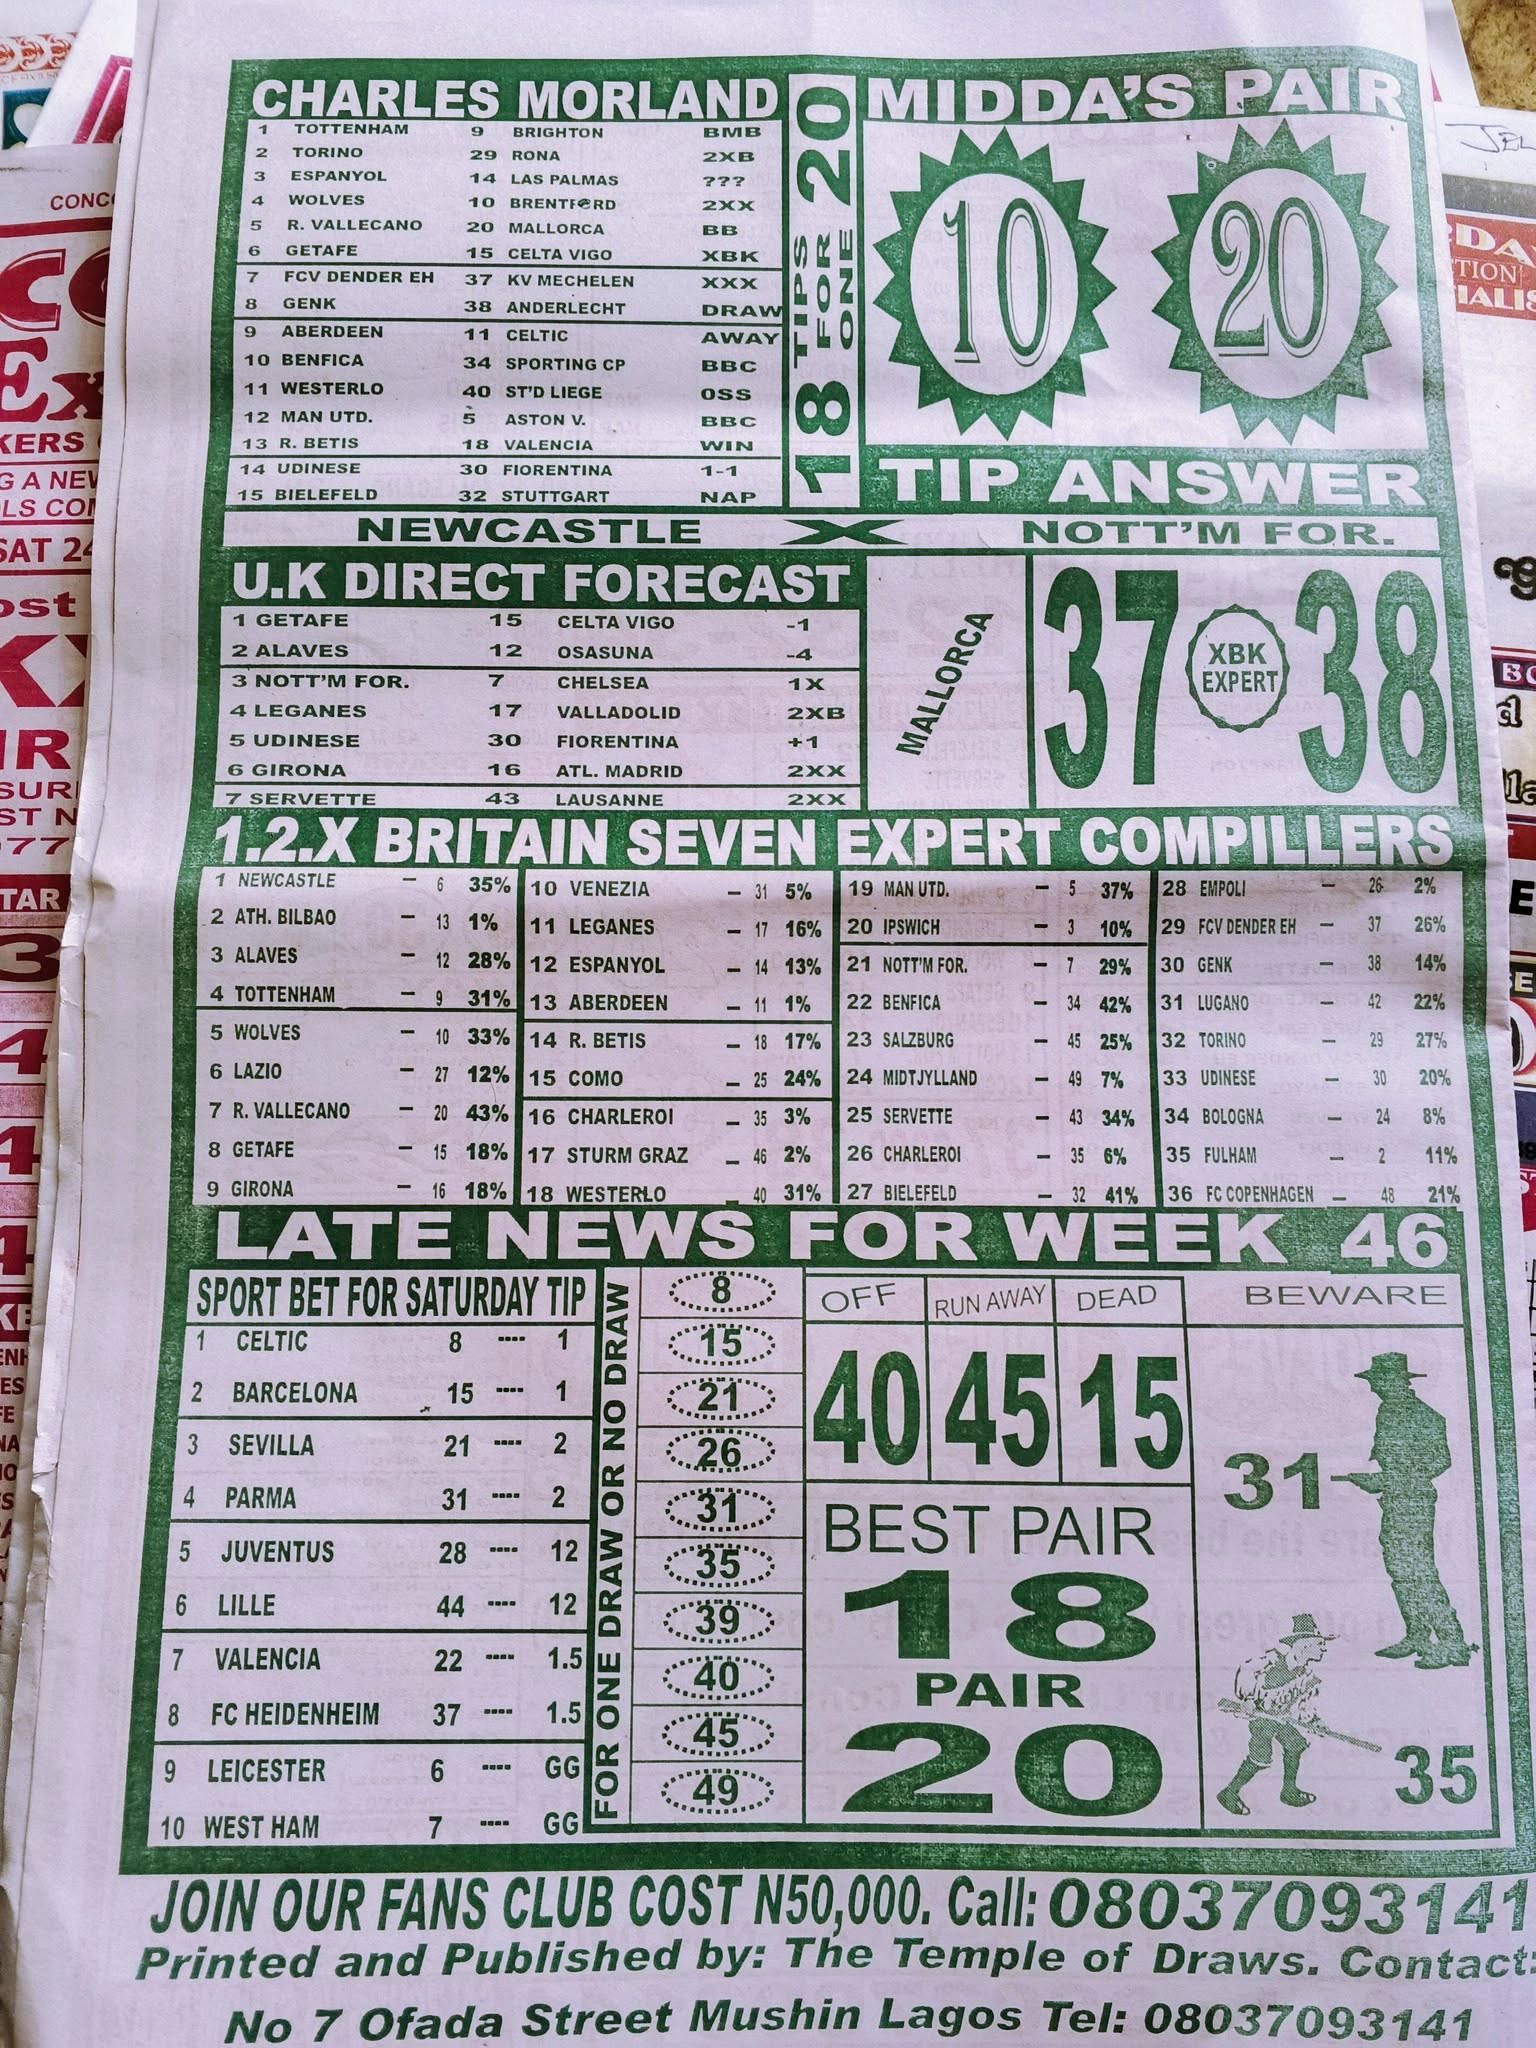 CHARLES MORLAND
1 TOTTENHAM 9 BRIGHTON BMB
2 TORINO 29 RONA 2XB
3 ESPANYOL 14 LAS PALMAS ???
4 WOLVES 10 BRENTFORD 2XX
5 R. VALLECANO 20 MALLORCA BB
6 GETAFE 15 CELTA VIGO XBK
7 FCV DENDER EH 37 KV MECHELEN XXX
8 GENK 38 ANDERLECHT DRAW
9 ABERDEEN 11 CELTIC AWAY
10 BENFICA 34 SPORTING CP BBC
11 WESTERLO 40 ST'D LIEGE 0SS
12 MAN UTD. 5 ASTON V. BBC
13 R. BETIS 18 VALENCIA WIN
14 UDINESE 30 FIORENTINA 1-1
15 BIELEFELD 32 STUTTGART NAP
18 TIPS FOR ONE 20
MIDDA'S PAIR
10 20
TIP ANSWER
NEWCASTLE X NOTT'M FOR.
U.K DIRECT FORECAST
1 GETAFE 15 CELTA VIGO -1
2 ALAVES 12 OSASUNA -4
3 NOTT'M FOR. 7 CHELSEA 1X
4 LEGANES 17 VALLADOLID 2XB
5 UDINESE 30 FIORENTINA +1
6 GIRONA 16 ATL. MADRID 2XX
7 SERVETTE 43 LAUSANNE 2XX
MALLORCA
37 XBK EXPERT 38
1.2.X BRITAIN SEVEN EXPERT COMPILLERS
1 NEWCASTLE – 6 35%
2 ATH. BILBAO – 13 1%
3 ALAVES – 12 28%
4 TOTTENHAM – 9 31%
5 WOLVES – 10 33%
6 LAZIO – 27 12%
7 R. VALLECANO – 20 43%
8 GETAFE – 15 18%
9 GIRONA – 16 18%
10 VENEZIA – 31 5%
11 LEGANES – 17 16%
12 ESPANYOL – 14 13%
13 ABERDEEN – 11 1%
14 R. BETIS – 18 17%
15 COMO – 25 24%
16 CHARLEROI – 35 3%
17 STURM GRAZ – 46 2%
18 WESTERLO – 40 31%
19 MAN UTD. – 5 37%
20 IPSWICH – 3 10%
21 NOTT'M FOR. – 7 29%
22 BENFICA – 34 42%
23 SALZBURG – 45 25%
24 MIDTJYLLAND – 49 7%
25 SERVETTE – 43 34%
26 CHARLEROI – 35 6%
27 BIELEFELD – 32 41%
28 EMPOLI – 26 2%
29 FCV DENDER EH – 37 26%
30 GENK – 38 14%
31 LUGANO – 42 22%
32 TORINO – 29 27%
33 UDINESE – 30 20%
34 BOLOGNA – 24 8%
35 FULHAM – 2 11%
36 FC COPENHAGEN – 48 21%
LATE NEWS FOR WEEK 46
SPORT BET FOR SATURDAY TIP
1 CELTIC 8 ---- 1
2 BARCELONA 15 ---- 1
3 SEVILLA 21 ---- 2
4 PARMA 31 ---- 2
5 JUVENTUS 28 ---- 12
6 LILLE 44 ---- 12
7 VALENCIA 22 ---- 1.5
8 FC HEIDENHEIM 37 ---- 1.5
9 LEICESTER 6 ---- GG
10 WEST HAM 7 ---- GG
FOR ONE DRAW OR NO DRAW
8
15
21
26
31
35
39
40
45
49
OFF RUN AWAY DEAD
40 45 15
BEST PAIR
18
PAIR
20
BEWARE
31
35
JOIN OUR FANS CLUB COST N50,000. Call: 08037093141
Printed and Published by: The Temple of Draws. Contact:
No 7 Ofada Street Mushin Lagos Tel: 08037093141